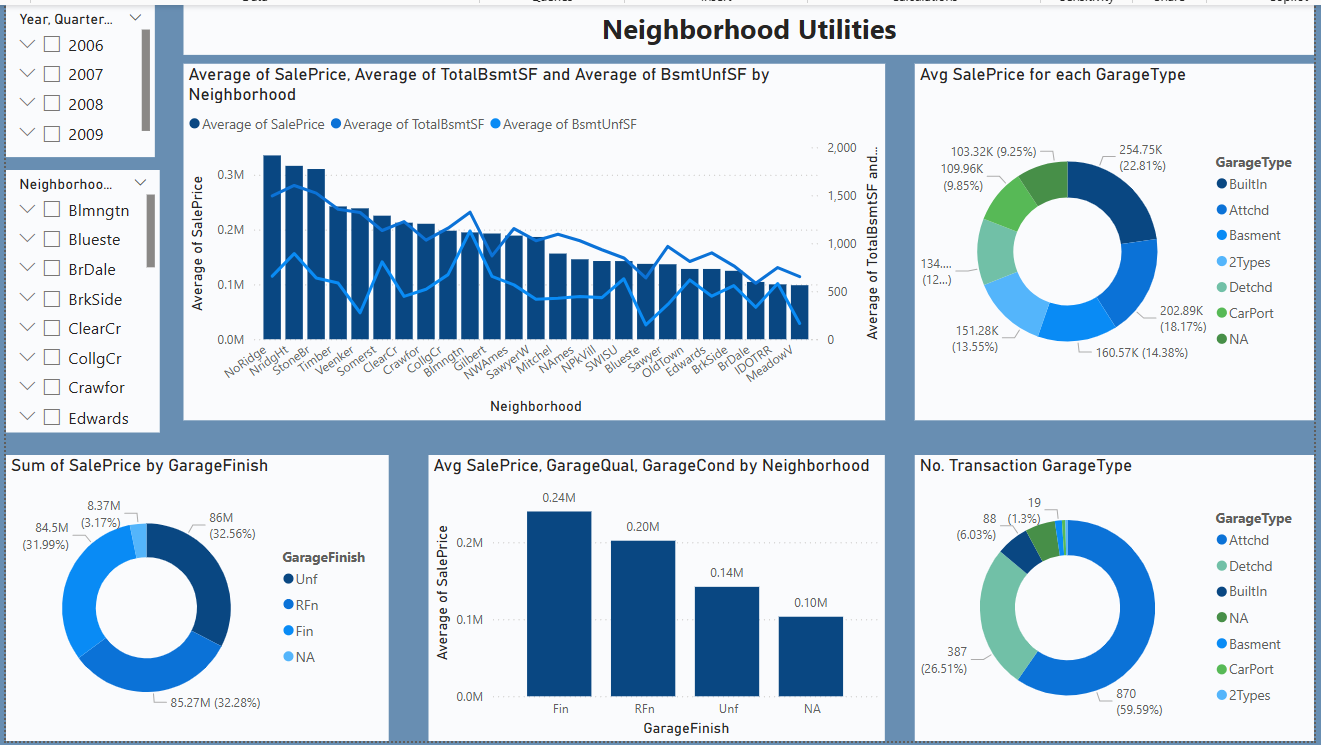 Year, Quarter...
2006
2007
2008
2009
Neighborhoo...
Blmngtn
Blueste
BrDale
BrkSide
ClearCr
CollgCr
Crawfor
Edwards
Neighborhood Utilities
Average of SalePrice, Average of TotalBsmtSF and Average of BsmtUnfSF by
Neighborhood
Average of SalePrice Average of TotalBsmtSF Average of BsmtUnfSF
Average of SalePrice
0.3M
0.2M
0.1M
0.0M
2,000
1,500
1,000
500
0
Average of TotalBsmtSF and...
NoRidge
NridgHt
StoneBr
Timber
Veenker
Somerst
ClearCr
Crawfor
CollgCr
Blmngtn
Gilbert
NWAmes
SawyerW
Mitchel
NAmes
NPkVill
SWISU
Blueste
Sawyer
OldTown
Edwards
BrkSide
BrDale
IDOTRR
MeadowV
Neighborhood
Avg SalePrice for each GarageType
254.75K
(22.81%)
202.89K
(18.17%)
160.57K (14.38%)
151.28K
(13.55%)
134....
(12...)
109.96K
(9.85%)
103.32K (9.25%)
GarageType
BuiltIn
Attchd
Basment
2Types
Detchd
CarPort
NA
Sum of SalePrice by GarageFinish
86M
(32.56%)
85.27M (32.28%)
84.5M
(31.99%)
8.37M
(3.17%)
GarageFinish
Unf
RFn
Fin
NA
Avg SalePrice, GarageQual, GarageCond by Neighborhood
Average of SalePrice
0.2M
0.1M
0.0M
0.24M
0.20M
0.14M
0.10M
Fin
RFn
Unf
NA
GarageFinish
No. Transaction GarageType
870
(59.59%)
387
(26.51%)
88
(6.03%)
19
(1.3%)
GarageType
Attchd
Detchd
BuiltIn
NA
Basment
CarPort
2Types